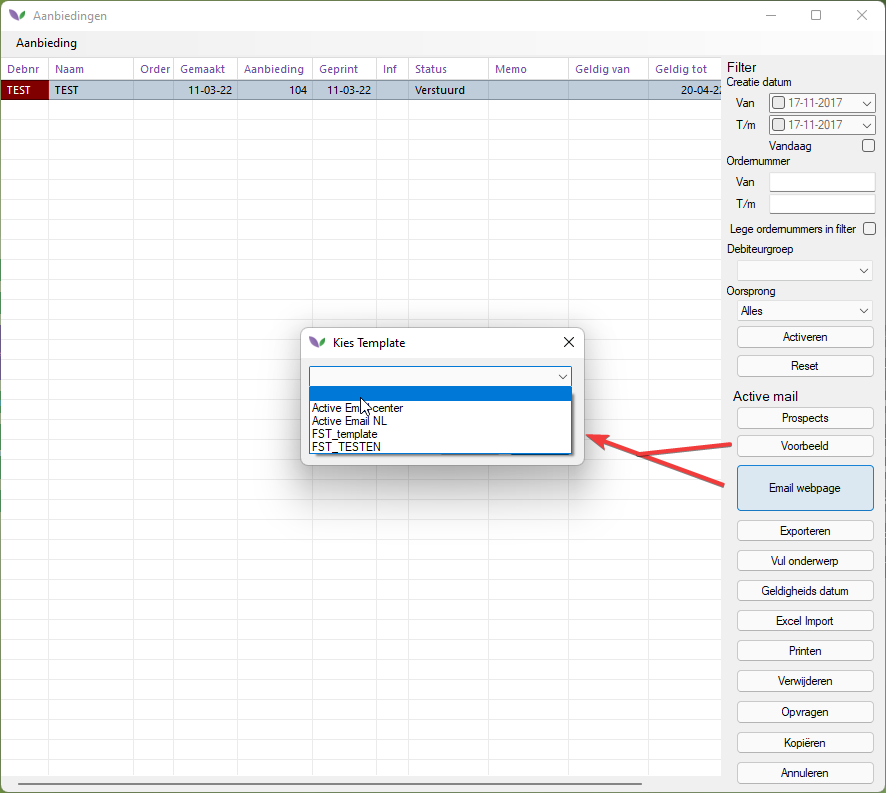 Aanbiedingen
Aanbieding
Debnr Naam Order Gemaakt Aanbieding Geprint Inf Status Memo Geldig van Geldig tot
TEST TEST 11-03-22 104 11-03-22 Verstuurd 20-04-22
Filter
Creatie datum
Van 17-11-2017
T/m 17-11-2017
Vandaag
Ordernummer
Van
T/m
Lege ordernummers in filter
Debiteurgroep
Oorsprong
Alles
Activeren
Reset
Active mail
Prospects
Voorbeeld
Email webpage
Exporteren
Vul onderwerp
Geldigheids datum
Excel Import
Printen
Verwijderen
Opvragen
Kopiëren
Annuleren
Kies Template
Active Email-center
Active Email NL
FST_template
FST_TESTEN